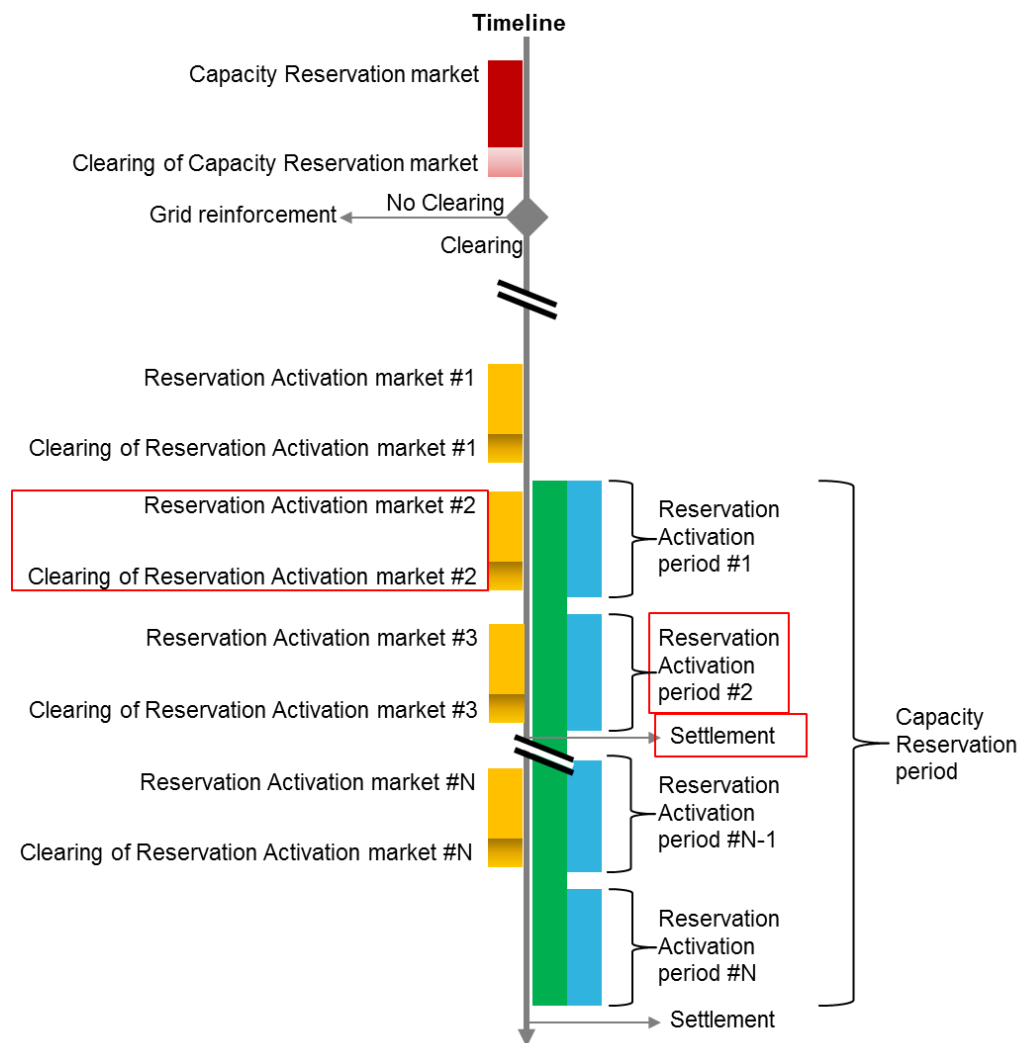 Timeline
Capacity Reservation market
Clearing of Capacity Reservation market
No Clearing
Grid reinforcement
Clearing
Reservation Activation market #1
Clearing of Reservation Activation market #1
Reservation Activation market #2
Clearing of Reservation Activation market #2
Reservation
Activation
period #1
Reservation Activation market #3
Clearing of Reservation Activation market #3
Reservation
Activation
period #2
Settlement
Capacity
Reservation
period
Reservation Activation market #N
Clearing of Reservation Activation market #N
Reservation
Activation
period #N-1
Reservation
Activation
period #N
Settlement